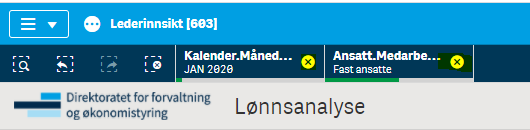 Lederinnsikt [603]
Kalender.Måned... Ansatt.Medarbe...
JAN 2020 Fast ansatte
Direktoratet for forvaltning
og økonomistyring
Lønnsanalyse